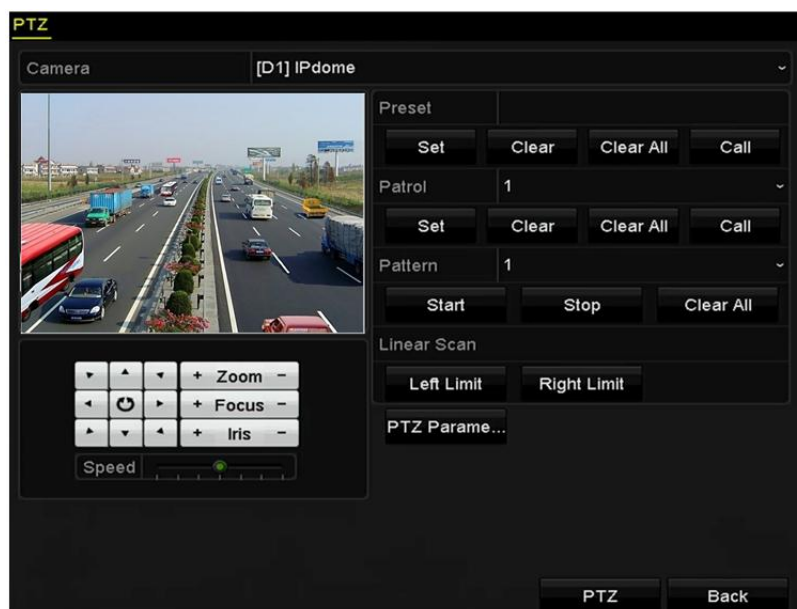 PTZ
Camera [D1] IPdome
Preset
Set Clear Clear All Call
Patrol 1
Set Clear Clear All Call
Pattern 1
Start Stop Clear All
Linear Scan
Left Limit Right Limit
PTZ Parame...
+ Zoom -
+ Focus -
+ Iris -
Speed
PTZ Back